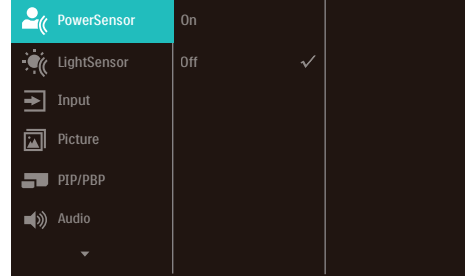 PowerSensor
On
LightSensor
Off
Input
Picture
PIP/PBP
Audio